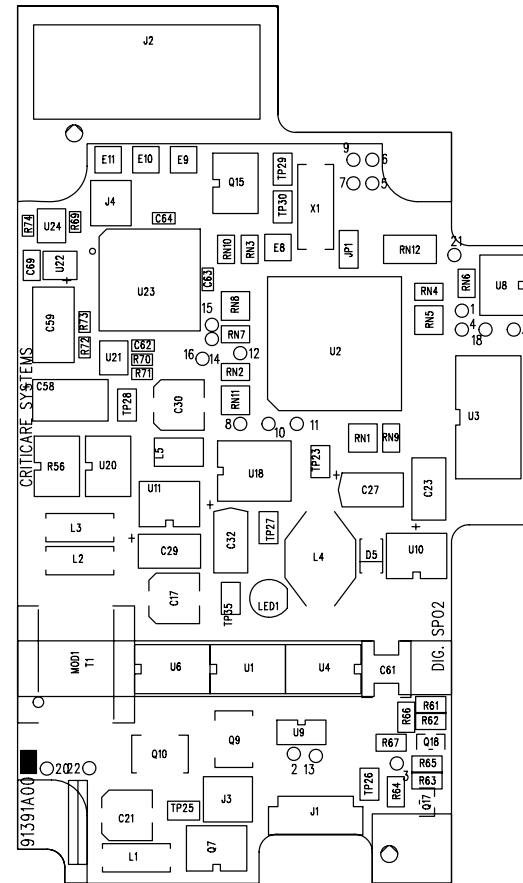 J2
E11 E10 E9
Q15
TP29
9 6
7 5
J4
TP30
X1
R74 U24 R69
C64
RN10 RN3 E8
JP1
RN12
21
C69 U22 +
U23
C63
RN4 RN6 U8
C59
R73
15
RN8
U2
RN5
1
4
18
R72
U21
C62
R70
R71
16 14
RN7
12
RN2
CRITICARE SYSTEMS
C58
TP28
C30
RN11
8 10 11
U3
RN1 RN9
R56 U20
L5
U18
TP23
+
C27
C23
U11
+
L3
L2
+
C29
C32
TP27
L4
D5
+
U10
C17
TP35
LED1
DIG. SP02
MOD1
T1
U6 U1 U4
C61
R66 R61
R62
Q10
Q9
U9
R67 Q18
2 13
3
R65
R63
20 22
TP26
R64
Q17
91391A00
C21
TP25
J3
J1
L1
Q7